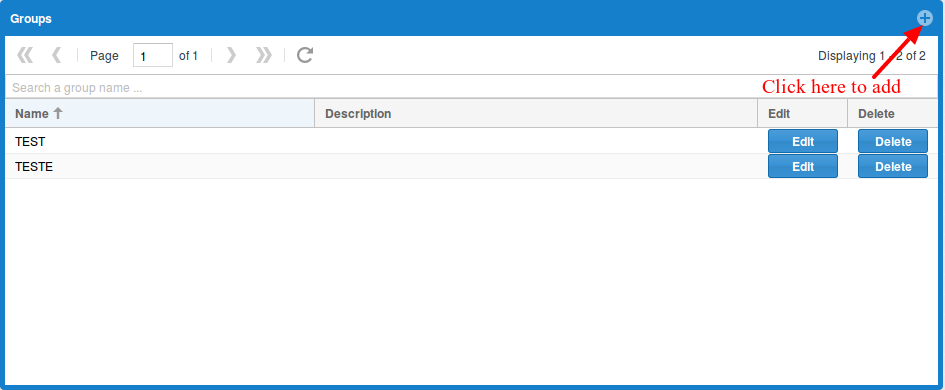 Groups
Page 1 of 1
Displaying 1 - 2 of 2
Search a group name ...
Click here to add
Name Description Edit Delete
TEST Edit Delete
TESTE Edit Delete